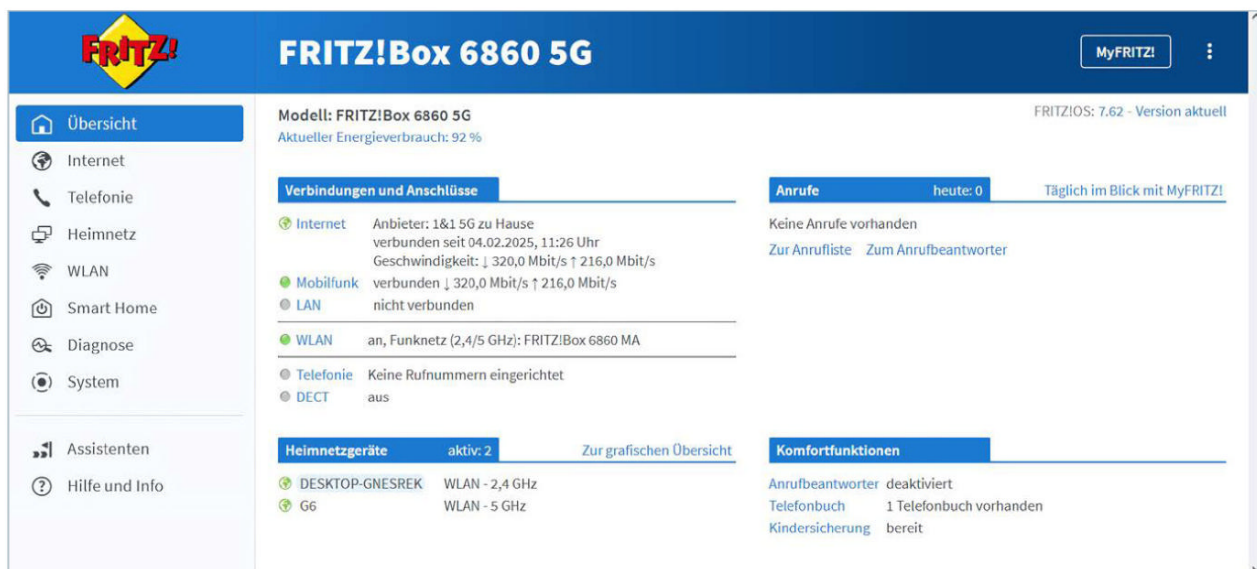 FRITZ!
FRITZ!Box 6860 5G
MyFRITZ!
Übersicht
Internet
Telefonie
Heimnetz
WLAN
Smart Home
Diagnose
System
Assistenten
Hilfe und Info
Modell: FRITZ!Box 6860 5G
Aktueller Energieverbrauch: 92 %
FRITZ!OS: 7.62 - Version aktuell
Verbindungen und Anschlüsse
Internet Anbieter: 1&1 5G zu Hause
verbunden seit 04.02.2025, 11:26 Uhr
Geschwindigkeit: ↓ 320,0 Mbit/s ↑ 216,0 Mbit/s
Mobilfunk verbunden ↓ 320,0 Mbit/s ↑ 216,0 Mbit/s
LAN nicht verbunden
WLAN an, Funknetz (2,4/5 GHz): FRITZ!Box 6860 MA
Telefonie Keine Rufnummern eingerichtet
DECT aus
Anrufe heute: 0 Täglich im Blick mit MyFRITZ!
Keine Anrufe vorhanden
Zur Anrufliste Zum Anrufbeantworter
Heimnetzgeräte aktiv: 2 Zur grafischen Übersicht
DESKTOP-GNESREK WLAN - 2,4 GHz
G6 WLAN - 5 GHz
Komfortfunktionen
Anrufbeantworter deaktiviert
Telefonbuch 1 Telefonbuch vorhanden
Kindersicherung bereit